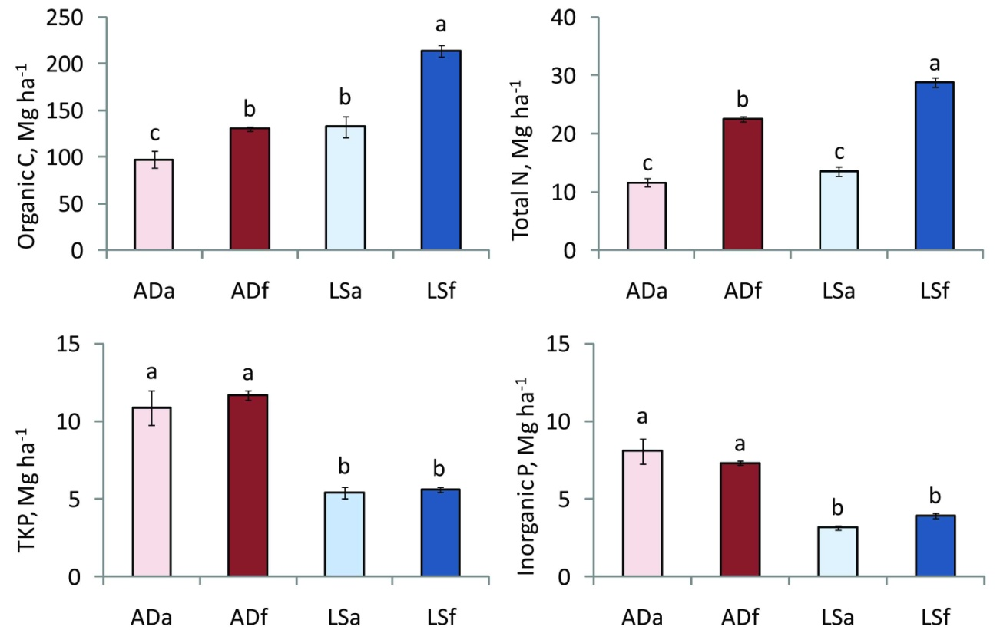 Organic C, Mg ha⁻¹
250
200
150
100
50
0
c
b
b
a
ADa ADf LSa LSf
Total N, Mg ha⁻¹
40
30
20
10
0
c
b
c
a
ADa ADf LSa LSf
TKP, Mg ha⁻¹
15
10
5
0
a
a
b
b
ADa ADf LSa LSf
Inorganic P, Mg ha⁻¹
15
10
5
0
a
a
b
b
ADa ADf LSa LSf